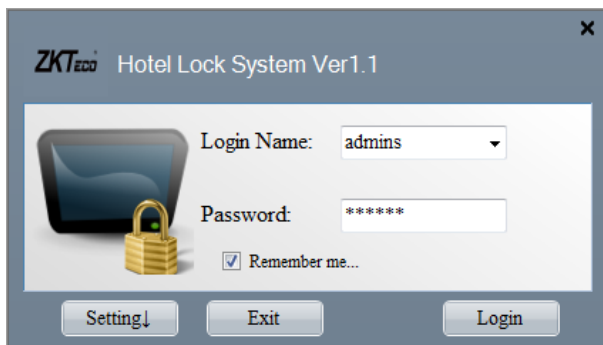 ZKTeco Hotel Lock System Ver1.1
Login Name: admins
Password: ******
Remember me...
Setting↓ Exit Login